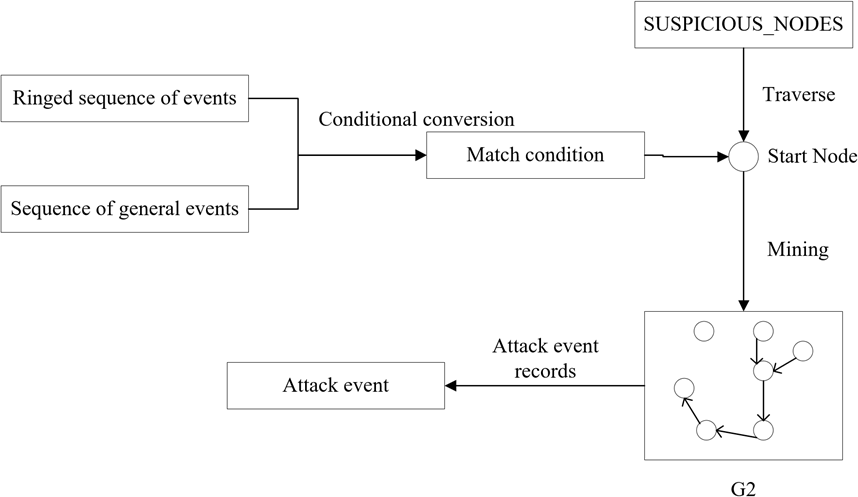 SUSPICIOUS_NODES
Ringed sequence of events
Traverse
Conditional conversion
Match condition
Start Node
Sequence of general events
Mining
Attack event
records
Attack event
G2